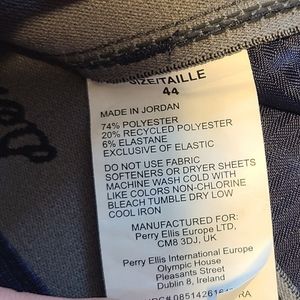 SIZE/TAILLE
44
MADE IN JORDAN
74% POLYESTER
20% RECYCLED POLYESTER
6% ELASTANE
EXCLUSIVE OF ELASTIC
DO NOT USE FABRIC
SOFTENERS OR DRYER SHEETS
MACHINE WASH COLD WITH
LIKE COLORS NON-CHLORINE
BLEACH TUMBLE DRY LOW
COOL IRON
MANUFACTURED FOR:
Perry Ellis Europe LTD,
CM8 3DJ, UK
Perry Ellis International Europe
Olympic House
Pleasants Street
Dublin 8, Ireland